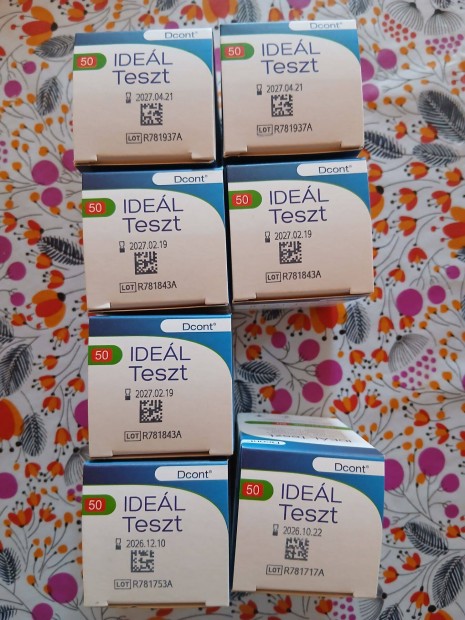 Dcont®
50
IDEÁL
Teszt
2027.04.21
LOT R781937A
Dcont®
50
IDEÁL
Teszt
2027.04.21
LOT R781937A
Dcont®
50
IDEÁL
Teszt
2027.02.19
LOT R781843A
Dcont®
50
IDEÁL
Teszt
2027.02.19
LOT R781843A
Dcont®
50
IDEÁL
Teszt
2027.02.19
LOT R781843A
Dcont®
50
IDEÁL
Teszt
2026.12.10
LOT R781753A
Dcont®
50
IDEÁL
Teszt
2026.10.22
LOT R781717A